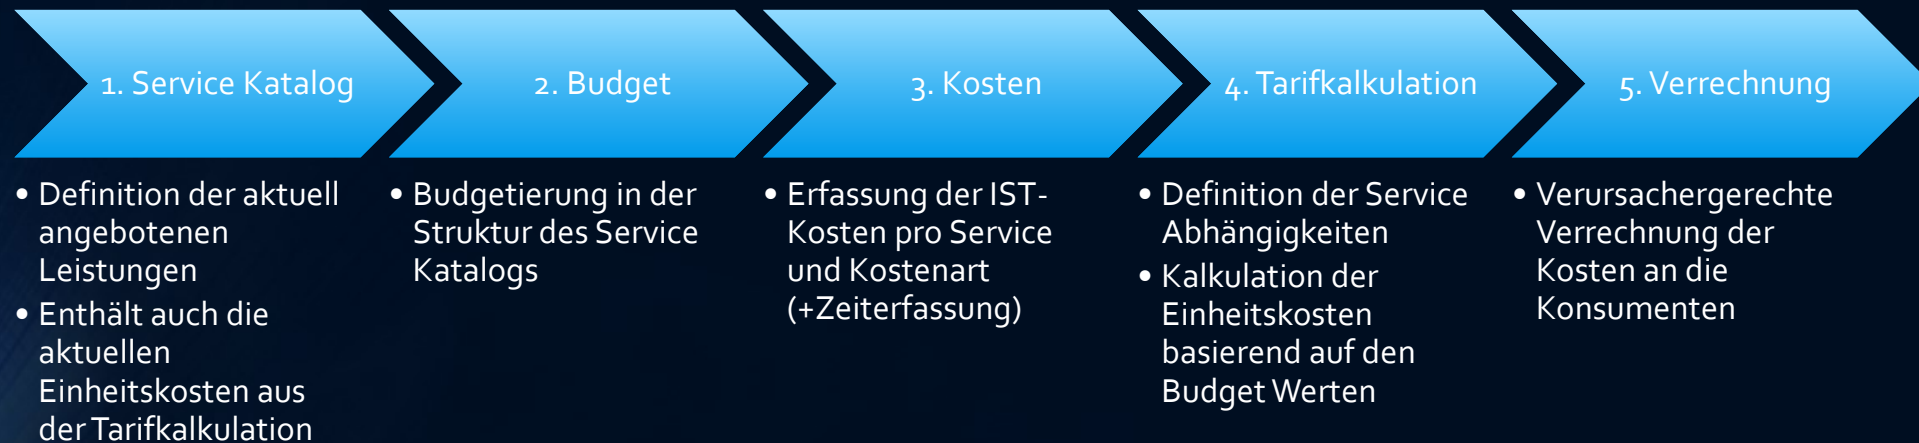 1. Service Katalog
2. Budget
3. Kosten
4. Tarifkalkulation
5. Verrechnung
• Definition der aktuell
angebotenen
Leistungen
• Enthält auch die
aktuellen
Einheitskosten aus
der Tarifkalkulation
• Budgetierung in der
Struktur des Service
Katalogs
• Erfassung der IST-
Kosten pro Service
und Kostenart
(+Zeiterfassung)
• Definition der Service
Abhängigkeiten
• Kalkulation der
Einheitskosten
basierend auf den
Budget Werten
• Verursachergerechte
Verrechnung der
Kosten an die
Konsumenten